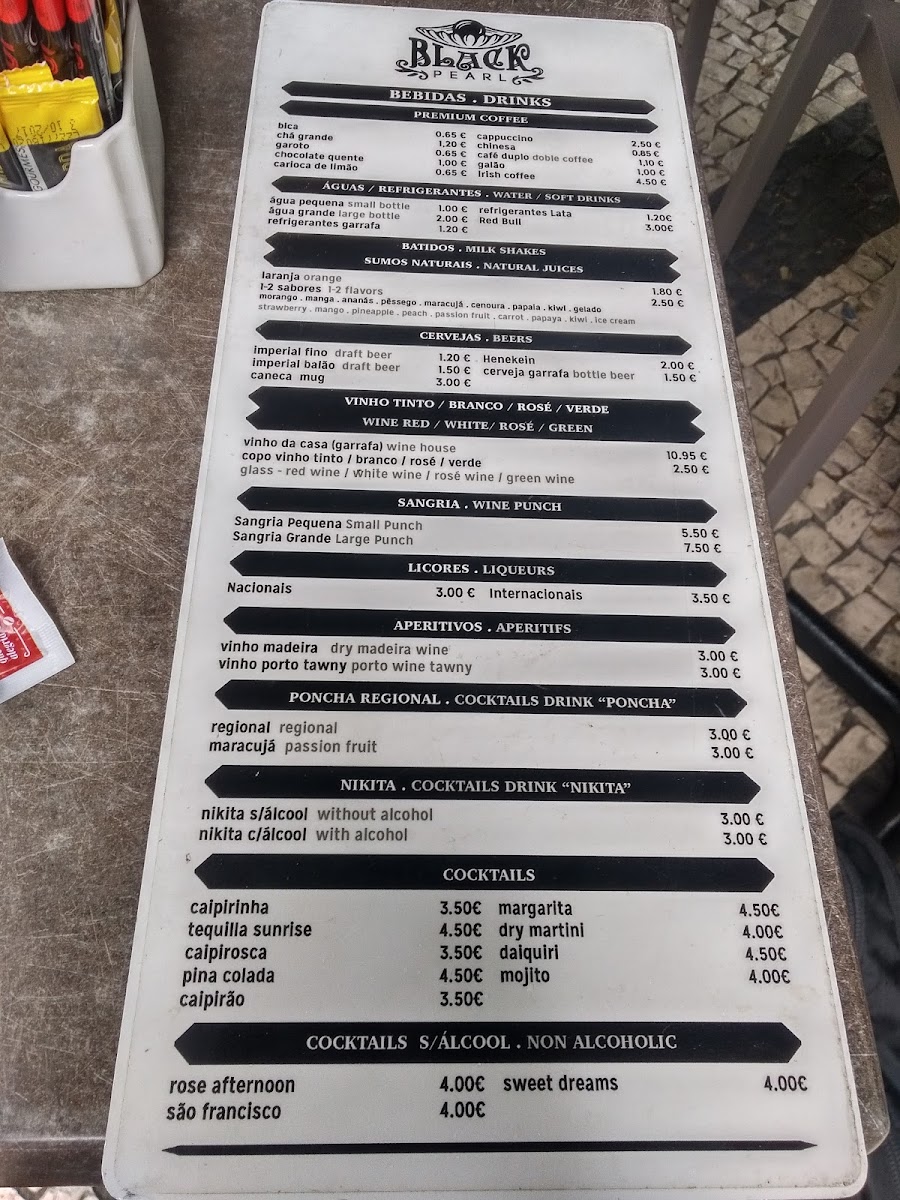 BLACK
PEARL
BEBIDAS . DRINKS
PREMIUM COFFEE
bica 0.65 € cappuccino 2,50 €
chá grande 1,20 € chinesa 0.85 €
garoto 0.65 € café duplo doble coffee 1,10 €
chocolate quente 1,00 € galão 1,00 €
carioca de limão 0.65 € Irish coffee 4.50 €
ÁGUAS / REFRIGERANTES . WATER / SOFT DRINKS
água pequena small bottle 1.00 € refrigerantes Lata 1.20€
água grande large bottle 2.00 € Red Bull 3.00€
refrigerantes garrafa 1.20 €
BATIDOS . MILK SHAKES
SUMOS NATURAIS . NATURAL JUICES
laranja orange 1.80 €
1-2 sabores 1-2 flavors 2.50 €
morango . manga . ananás . pêssego . maracujá . cenoura . papaia . kiwi . gelado
strawberry . mango . pineapple . peach . passion fruit . carrot . papaya . kiwi . ice cream
CERVEJAS . BEERS
imperial fino draft beer 1.20 € Henekein 2.00 €
imperial balão draft beer 1.50 € cerveja garrafa bottle beer 1.50 €
caneca mug 3.00 €
VINHO TINTO / BRANCO / ROSÉ / VERDE
WINE RED / WHITE/ ROSÉ / GREEN
vinho da casa (garrafa) wine house 10.95 €
copo vinho tinto / branco / rosé / verde 2.50 €
glass - red wine / white wine / rosé wine / green wine
SANGRIA . WINE PUNCH
Sangria Pequena Small Punch 5.50 €
Sangria Grande Large Punch 7.50 €
LICORES . LIQUEURS
Nacionais 3.00 € Internacionais 3.50 €
APERITIVOS . APERITIFS
vinho madeira dry madeira wine 3.00 €
vinho porto tawny porto wine tawny 3.00 €
PONCHA REGIONAL . COCKTAILS DRINK “PONCHA”
regional regional 3.00 €
maracujá passion fruit 3.00 €
NIKITA . COCKTAILS DRINK “NIKITA”
nikita s/álcool without alcohol 3.00 €
nikita c/álcool with alcohol 3.00 €
COCKTAILS
caipirinha 3.50€ margarita 4.50€
tequilla sunrise 4.50€ dry martini 4.00€
caipirosca 3.50€ daiquiri 4.50€
pina colada 4.50€ mojito 4.00€
caipirão 3.50€
COCKTAILS S/ÁLCOOL . NON ALCOHOLIC
rose afternoon 4.00€ sweet dreams 4.00€
são francisco 4.00€